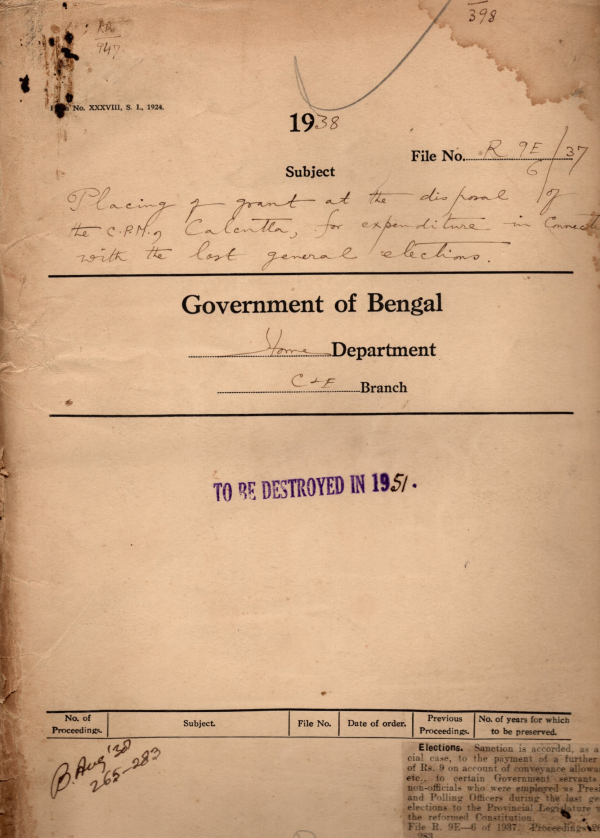 398
947
No. XXXVIII, S. I., 1924.
1938
File No. R 9E/6/37
Subject
Placing of grant at the disposal of
the C.P.M. of Calcutta, for expenditure in Connecti
with the last general elections.
Government of Bengal
Home Department
C & E Branch
TO BE DESTROYED IN 1951.
No. of Proceedings.
Subject.
File No.
Date of order.
Previous Proceedings.
No. of years for which to be preserved.
B. Aug '38
265-283
Elections. Sanction is accorded, as a
cial case, to the payment of a further
of Rs. 9 on account of conveyance allowa
etc., to certain Government servants
non-officials who were employed as Presi
and Polling Officers during the last ge
elections to the Provincial Legislature
the reformed Constitution.
File R. 9E—6 of 1937. Proceedings
283